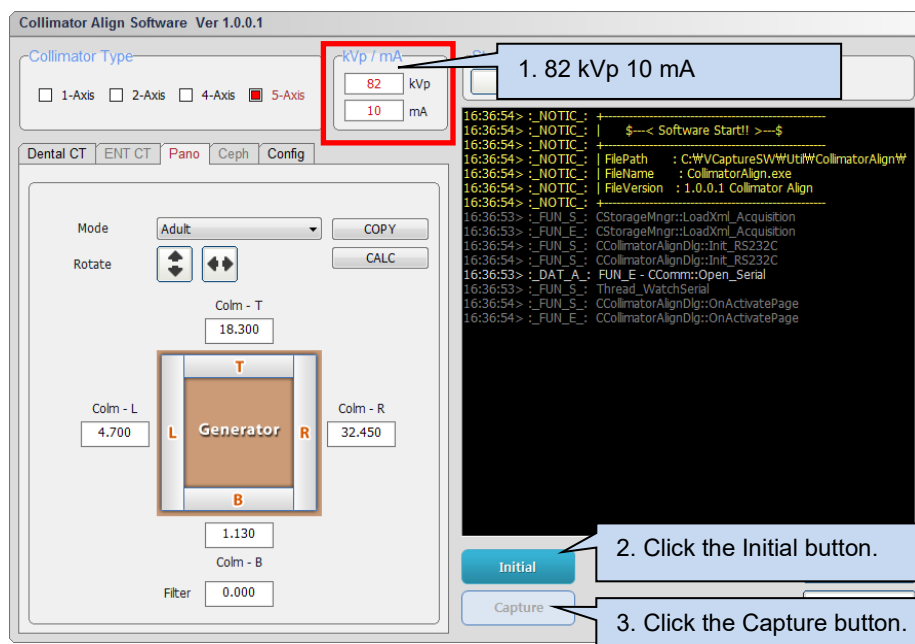 Collimator Align Software Ver 1.0.0.1
Collimator Type
1-Axis 2-Axis 4-Axis 5-Axis
kVp / mA
82 kVp
10 mA
1. 82 kVp 10 mA
Dental CT ENT CT Pano Ceph Config
Mode Adult COPY
Rotate CALC
Colm - T
18.300
T
Colm - L
4.700
L Generator R
Colm - R
32.450
B
1.130
Colm - B
Filter 0.000
16:36:54> :_NOTIC_: +-----------------------------------------------
16:36:54> :_NOTIC_: | $---< Software Start!! >---$
16:36:54> :_NOTIC_: +-----------------------------------------------
16:36:54> :_NOTIC_: | FilePath : C:₩VCaptureSW₩Util₩CollimatorAlign₩
16:36:54> :_NOTIC_: | FileName : CollimatorAlign.exe
16:36:54> :_NOTIC_: | FileVersion : 1.0.0.1 Collimator Align
16:36:54> :_NOTIC_: +-----------------------------------------------
16:36:53> :_FUN_S_: CStorageMngr::LoadXml_Acquisition
16:36:53> :_FUN_E_: CStorageMngr::LoadXml_Acquisition
16:36:54> :_FUN_S_: CCollimatorAlignDlg::Init_RS232C
16:36:54> :_FUN_S_: CCollimatorAlignDlg::Init_RS232C
16:36:53> :_DAT_A_: FUN_E - CComm::Open_Serial
16:36:53> :_FUN_S_: Thread_WatchSerial
16:36:54> :_FUN_S_: CCollimatorAlignDlg::OnActivatePage
16:36:54> :_FUN_E_: CCollimatorAlignDlg::OnActivatePage
Initial
2. Click the Initial button.
Capture
3. Click the Capture button.